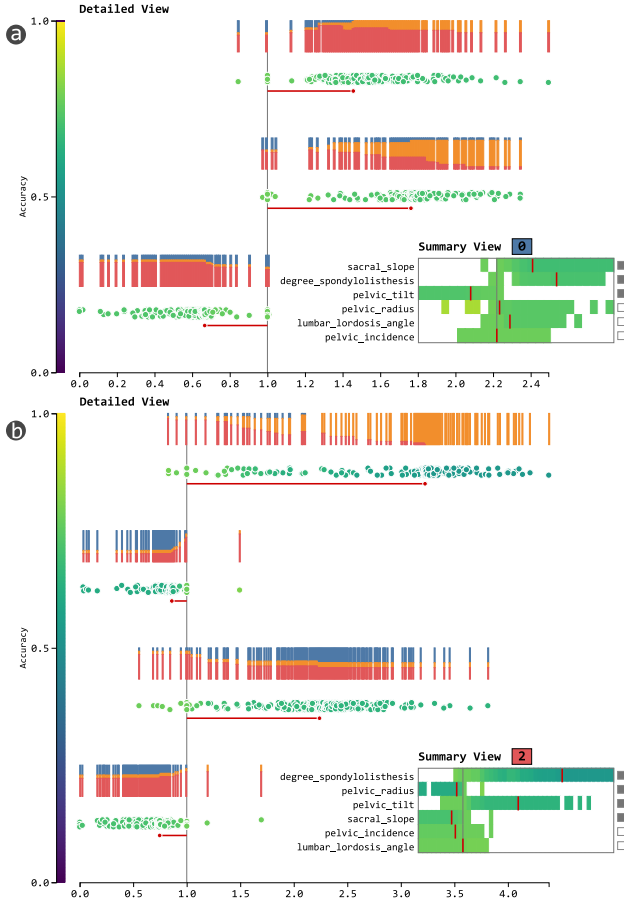 Detailed View
a
1.0
0.5
0.0
Accuracy
Summary View 0
sacral_slope
degree_spondylolisthesis
pelvic_tilt
pelvic_radius
lumbar_lordosis_angle
pelvic_incidence
0.0 0.2 0.4 0.6 0.8 1.0 1.2 1.4 1.6 1.8 2.0 2.2 2.4
Detailed View
b
1.0
0.5
0.0
Accuracy
Summary View 2
degree_spondylolisthesis
pelvic_radius
pelvic_tilt
sacral_slope
pelvic_incidence
lumbar_lordosis_angle
0.0 0.5 1.0 1.5 2.0 2.5 3.0 3.5 4.0